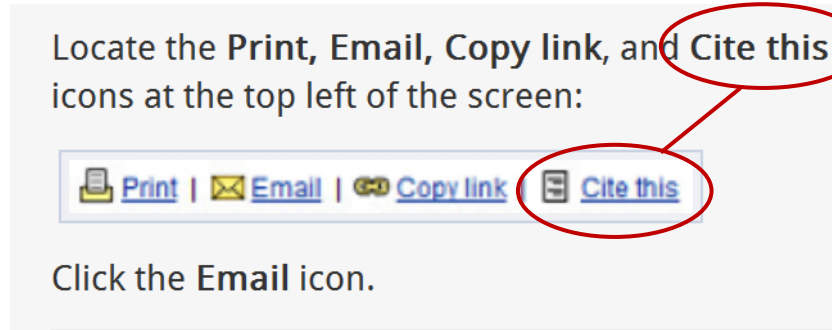 Locate the Print, Email, Copy link, and Cite this
icons at the top left of the screen:
Print | Email | Copy link | Cite this
Click the Email icon.